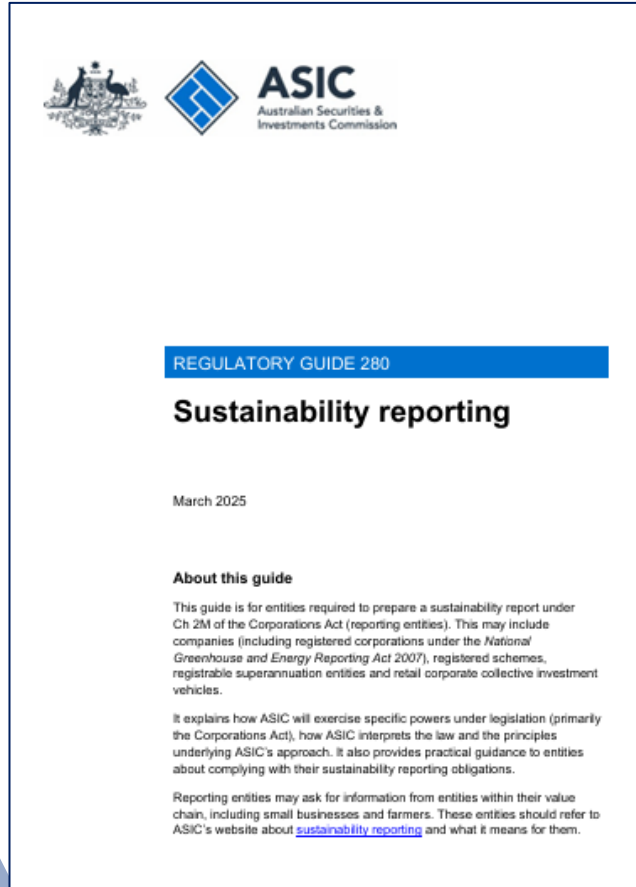 ASIC
Australian Securities &
Investments Commission
REGULATORY GUIDE 280
Sustainability reporting
March 2025
About this guide
This guide is for entities required to prepare a sustainability report under
Ch 2M of the Corporations Act (reporting entities). This may include
companies (including registered corporations under the National
Greenhouse and Energy Reporting Act 2007), registered schemes,
registrable superannuation entities and retail corporate collective investment
vehicles.
It explains how ASIC will exercise specific powers under legislation (primarily
the Corporations Act), how ASIC interprets the law and the principles
underlying ASIC's approach. It also provides practical guidance to entities
about complying with their sustainability reporting obligations.
Reporting entities may ask for information from entities within their value
chain, including small businesses and farmers. These entities should refer to
ASIC's website about sustainability reporting and what it means for them.